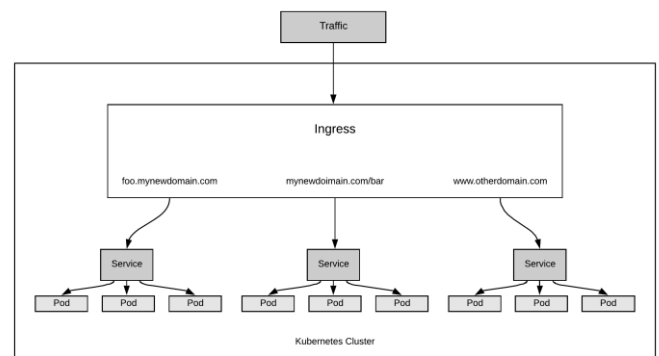 Traffic
Ingress
foo.mynewdomain.com mynewdoimain.com/bar www.otherdomain.com
Service Service Service
Pod Pod Pod Pod Pod Pod Pod Pod Pod
Kubernetes Cluster